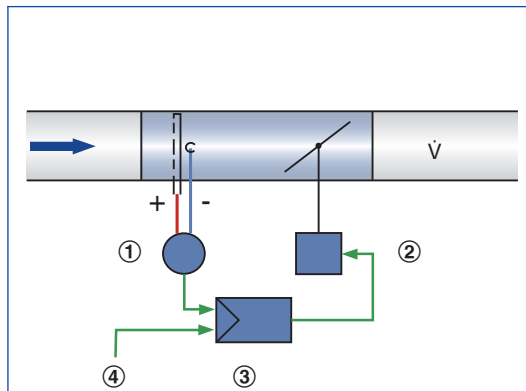 V̇
+ -
① ②
④ ③